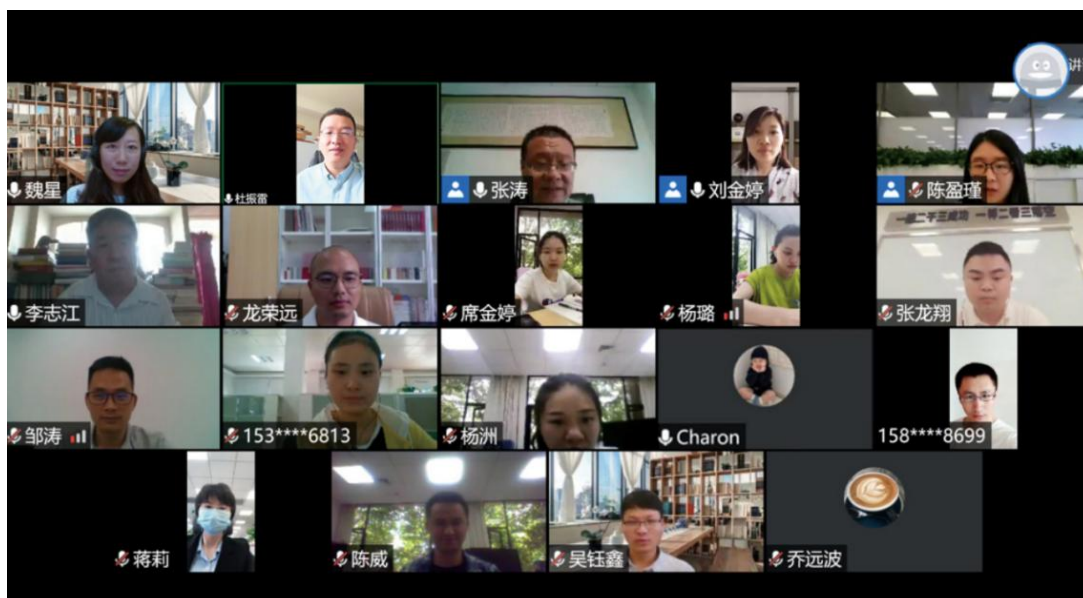 讲
魏星
杜振雷
张涛
刘金婷
陈盈瑾
李志江
龙荣远
席金婷
杨璐
张龙翔
邹涛
153****6813
杨洲
Charon
158****8699
蒋莉
陈威
吴钰鑫
乔远波